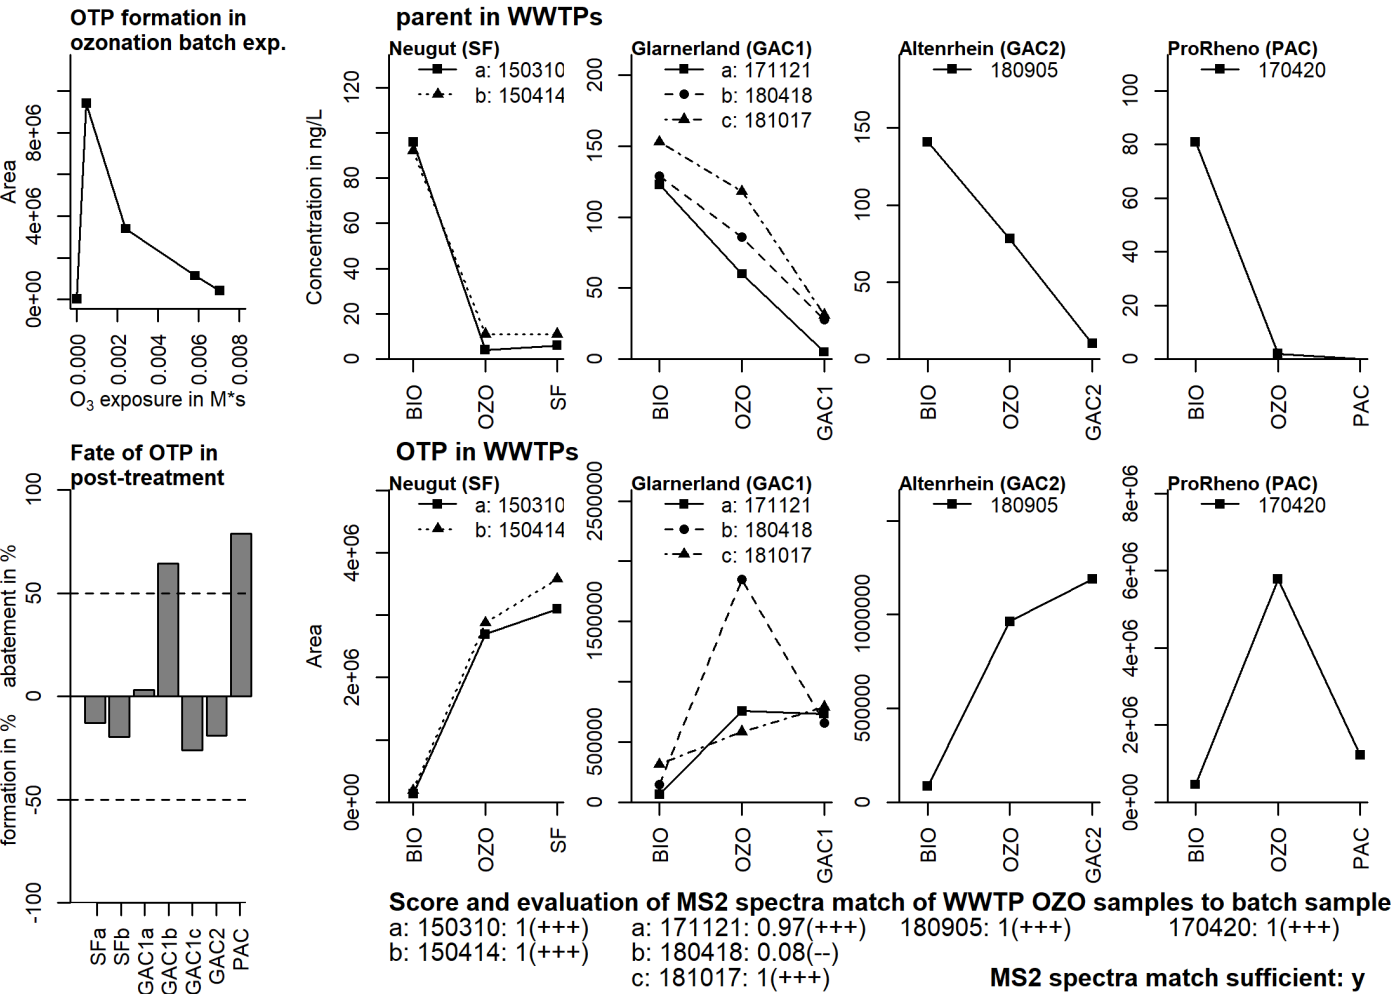 OTP formation in
ozonation batch exp.
Area
0e+00 4e+06 8e+06
0.000 0.002 0.004 0.006 0.008
O₃ exposure in M*s
parent in WWTPs
Concentration in ng/L
Neugut (SF)
a: 150310
b: 150414
0 20 40 60 80 120
BIO OZO SF
Glarnerland (GAC1)
a: 171121
b: 180418
c: 181017
0 50 100 150 200
BIO OZO GAC1
Altenrhein (GAC2)
180905
0 50 100 150
BIO OZO GAC2
ProRheno (PAC)
170420
0 20 40 60 80 100
BIO OZO PAC
Fate of OTP in
post-treatment
formation in % abatement in %
-100 -50 0 50 100
SFa SFb GAC1a GAC1b GAC1c GAC2 PAC
OTP in WWTPs
Area
Neugut (SF)
a: 150310
b: 150414
0e+00 2e+06 4e+06
BIO OZO SF
Glarnerland (GAC1)
a: 171121
b: 180418
c: 181017
0 500000 1500000 2500000
BIO OZO GAC1
Altenrhein (GAC2)
180905
0 500000 1000000
BIO OZO GAC2
ProRheno (PAC)
170420
0e+00 2e+06 4e+06 6e+06 8e+06
BIO OZO PAC
Score and evaluation of MS2 spectra match of WWTP OZO samples to batch sample
a: 150310: 1(+++) a: 171121: 0.97(+++) 180905: 1(+++) 170420: 1(+++)
b: 150414: 1(+++) b: 180418: 0.08(--)
c: 181017: 1(+++) MS2 spectra match sufficient: y